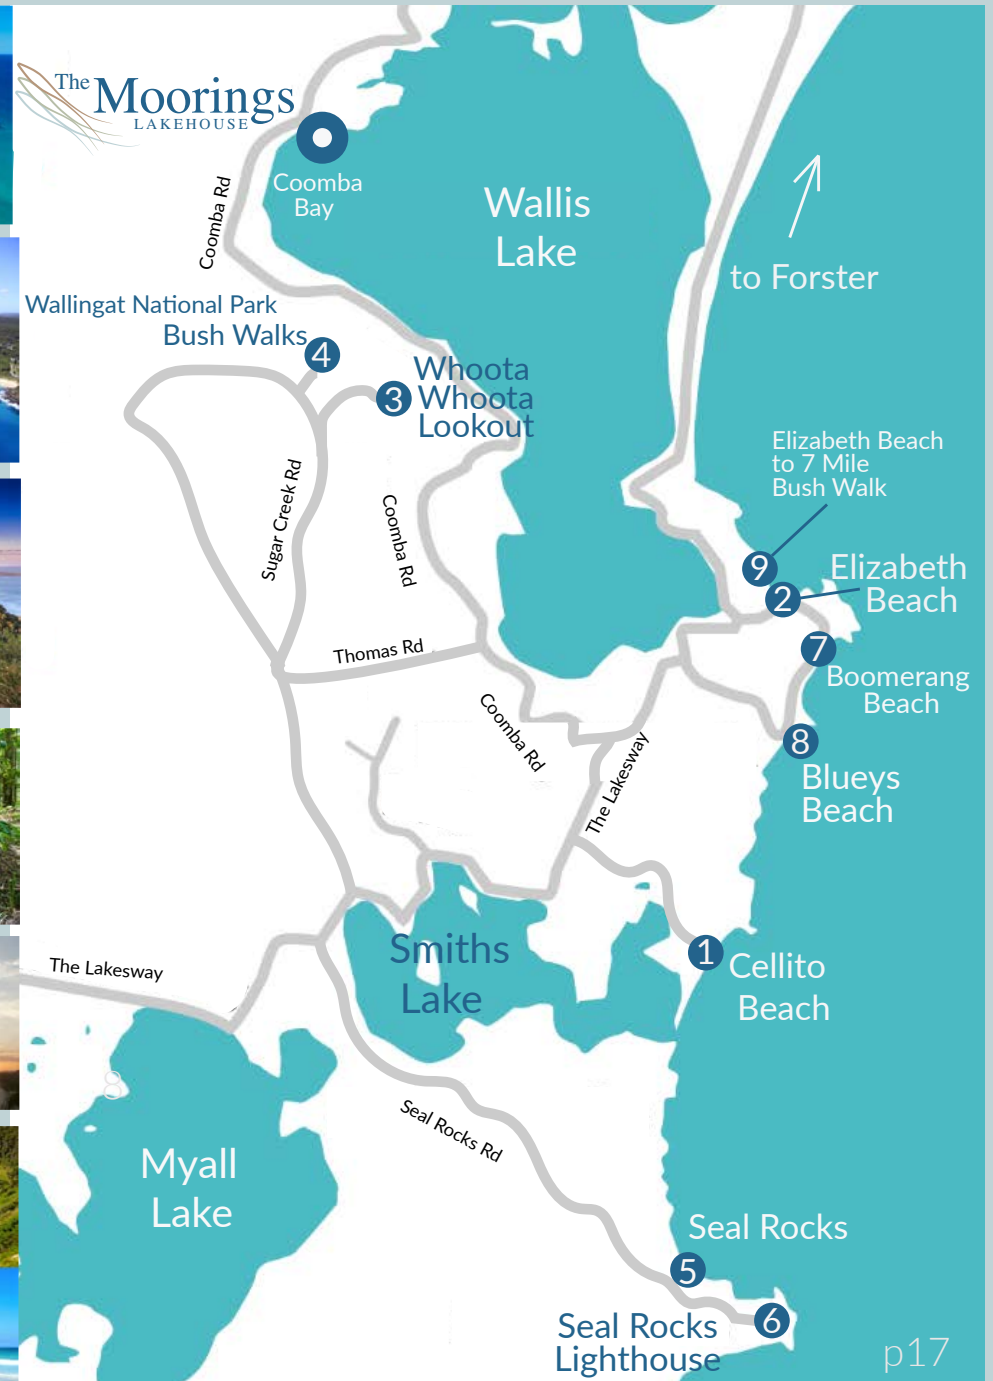 The Moorings
LAKEHOUSE
Coomba
Bay
Coomba Rd
Wallis
Lake
to Forster
Wallingat National Park
Bush Walks
4
3
Whoota
Whoota
Lookout
Elizabeth Beach
to 7 Mile
Bush Walk
Sugar Creek Rd
Coomba Rd
9
2
Elizabeth
Beach
Thomas Rd
7
Boomerang
Beach
Coomba Rd
The Lakesway
8
Blueys
Beach
Smiths
Lake
1
Cellito
Beach
The Lakesway
8
Seal Rocks Rd
Myall
Lake
Seal Rocks
5
6
Seal Rocks
Lighthouse
p17